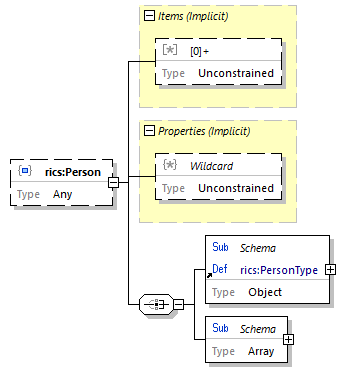 Items (Implicit)
[*] [0]+
Type Unconstrained
Properties (Implicit)
{*} Wildcard
Type Unconstrained
rics:Person
Type Any
Sub Schema
Def rics:PersonType
Type Object
Sub Schema
Type Array